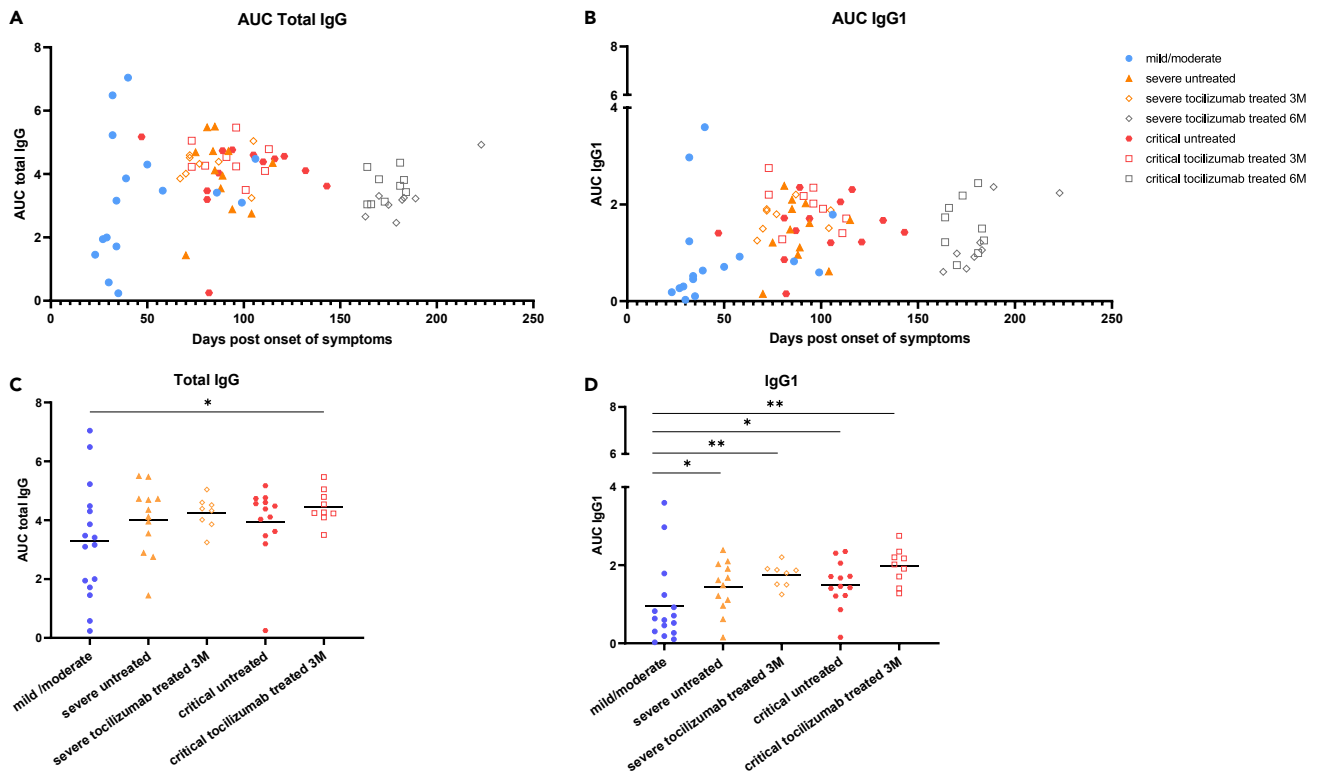 A
AUC Total IgG
8
6
4
2
0
AUC total IgG
0
50
100
150
200
250
Days post onset of symptoms
B
AUC IgG1
8
6
4
2
0
AUC IgG1
0
50
100
150
200
250
Days post onset of symptoms
mild/moderate
severe untreated
severe tocilizumab treated 3M
severe tocilizumab treated 6M
critical untreated
critical tocilizumab treated 3M
critical tocilizumab treated 6M
C
Total IgG
8
6
4
2
0
AUC total IgG
*
mild /moderate
severe untreated
severe tocilizumab treated 3M
critical untreated
critical tocilizumab treated 3M
D
IgG1
8
6
4
2
0
AUC IgG1
**
*
**
*
mild/moderate
severe untreated
severe tocilizumab treated 3M
critical untreated
critical tocilizumab treated 3M